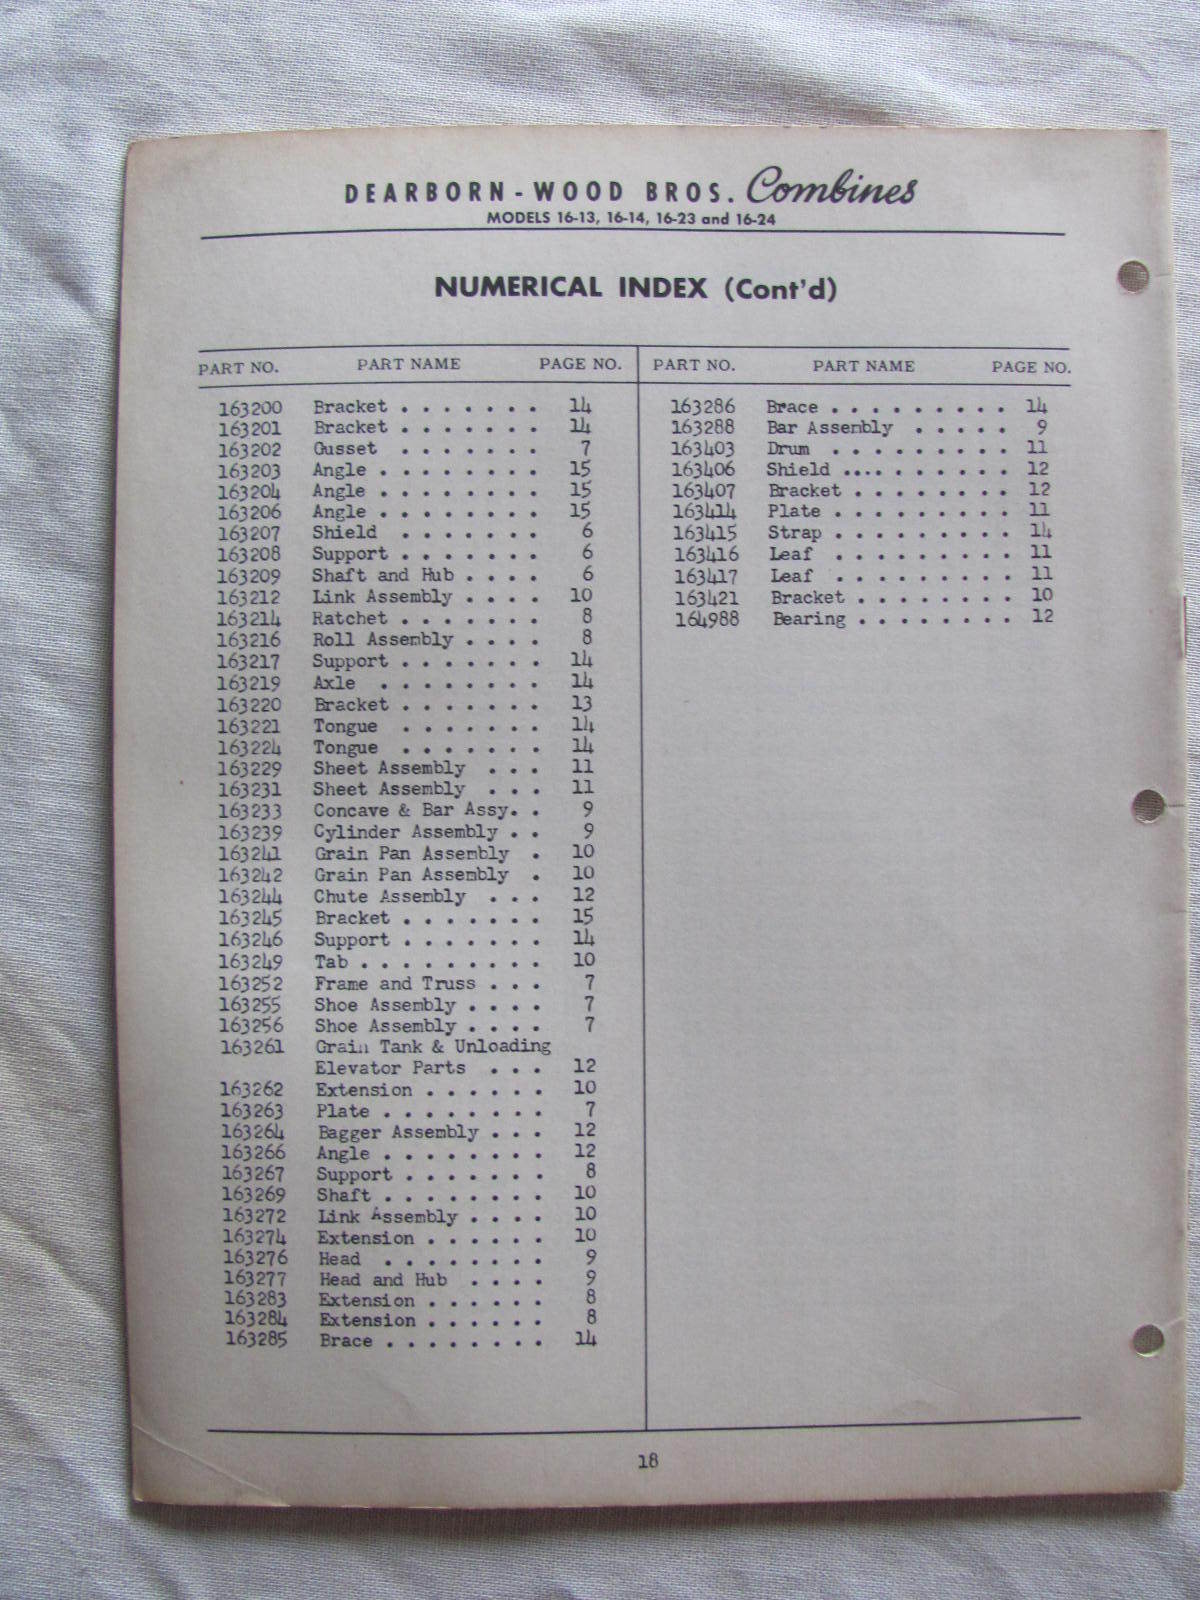 DEARBORN-WOOD BROS. Combines
MODELS 16-13, 16-14, 16-23 and 16-24
NUMERICAL INDEX (Cont'd)
PART NO. PART NAME PAGE NO.
163200 Bracket . . . . . . . 14
163201 Bracket . . . . . . . 14
163202 Gusset . . . . . . . 7
163203 Angle . . . . . . . . 15
163204 Angle . . . . . . . . 15
163206 Angle . . . . . . . . 15
163207 Shield . . . . . . . 6
163208 Support . . . . . . . 6
163209 Shaft and Hub . . . . 6
163212 Link Assembly . . . . 10
163214 Ratchet . . . . . . . 8
163216 Roll Assembly . . . . 8
163217 Support . . . . . . . 14
163219 Axle . . . . . . . . 14
163220 Bracket . . . . . . . 13
163221 Tongue . . . . . . . 14
163224 Tongue . . . . . . . 14
163229 Sheet Assembly . . . 11
163231 Sheet Assembly . . . 11
163233 Concave & Bar Assy. . 9
163239 Cylinder Assembly . . 9
163241 Grain Pan Assembly . 10
163242 Grain Pan Assembly . 10
163244 Chute Assembly . . . 12
163245 Bracket . . . . . . . 15
163246 Support . . . . . . . 14
163249 Tab . . . . . . . . . 10
163252 Frame and Truss . . . 7
163255 Shoe Assembly . . . . 7
163256 Shoe Assembly . . . . 7
163261 Grain Tank & Unloading
Elevator Parts . . . 12
163262 Extension . . . . . . 10
163263 Plate . . . . . . . . 7
163264 Bagger Assembly . . . 12
163266 Angle . . . . . . . . 12
163267 Support . . . . . . . 8
163269 Shaft . . . . . . . . 10
163272 Link Assembly . . . . 10
163274 Extension . . . . . . 10
163276 Head . . . . . . . . 9
163277 Head and Hub . . . . 9
163283 Extension . . . . . . 8
163284 Extension . . . . . . 8
163285 Brace . . . . . . . . 14
PART NO. PART NAME PAGE NO.
163286 Brace . . . . . . . . . 14
163288 Bar Assembly . . . . . 9
163403 Drum . . . . . . . . . 11
163406 Shield . . . . . . . . . 12
163407 Bracket . . . . . . . . 12
163414 Plate . . . . . . . . . 11
163415 Strap . . . . . . . . . 14
163416 Leaf . . . . . . . . . 11
163417 Leaf . . . . . . . . . 11
163421 Bracket . . . . . . . . 10
164988 Bearing . . . . . . . . 12
18